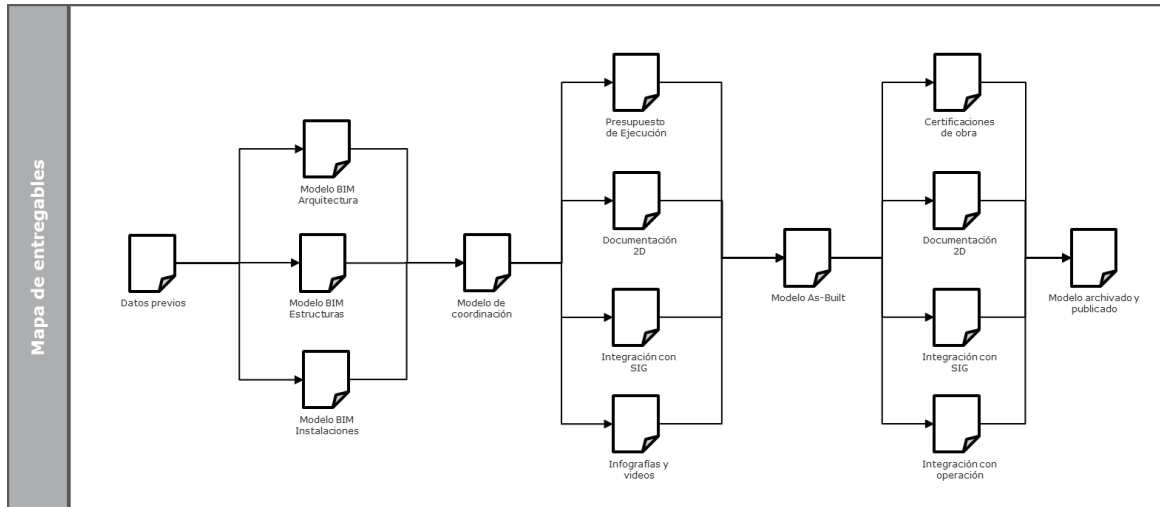 Mapa de entregables
Datos previos
Modelo BIM
Arquitectura
Modelo BIM
Estructuras
Modelo BIM
Instalaciones
Modelo de
coordinación
Presupuesto
de Ejecución
Documentación
2D
Integración con
SIG
Infografías y
videos
Modelo As-Built
Certificaciones
de obra
Documentación
2D
Integración con
SIG
Integración con
operación
Modelo archivado y
publicado